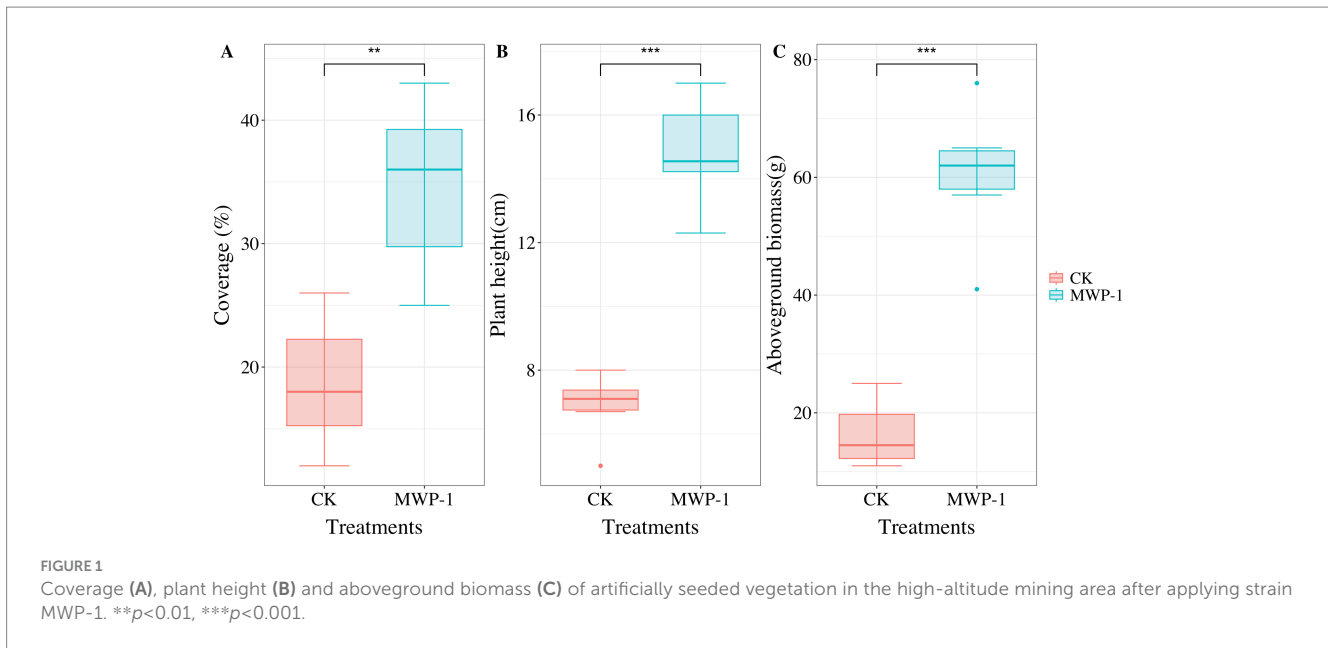 A
**
Coverage (%)
40
30
20
CK
MWP-1
Treatments
B
***
Plant height(cm)
16
12
8
CK
MWP-1
Treatments
C
***
Aboveground biomass(g)
80
60
40
20
CK
MWP-1
Treatments
CK
MWP-1
FIGURE 1
Coverage (A), plant height (B) and aboveground biomass (C) of artificially seeded vegetation in the high-altitude mining area after applying strain
MWP-1. **p<0.01, ***p<0.001.